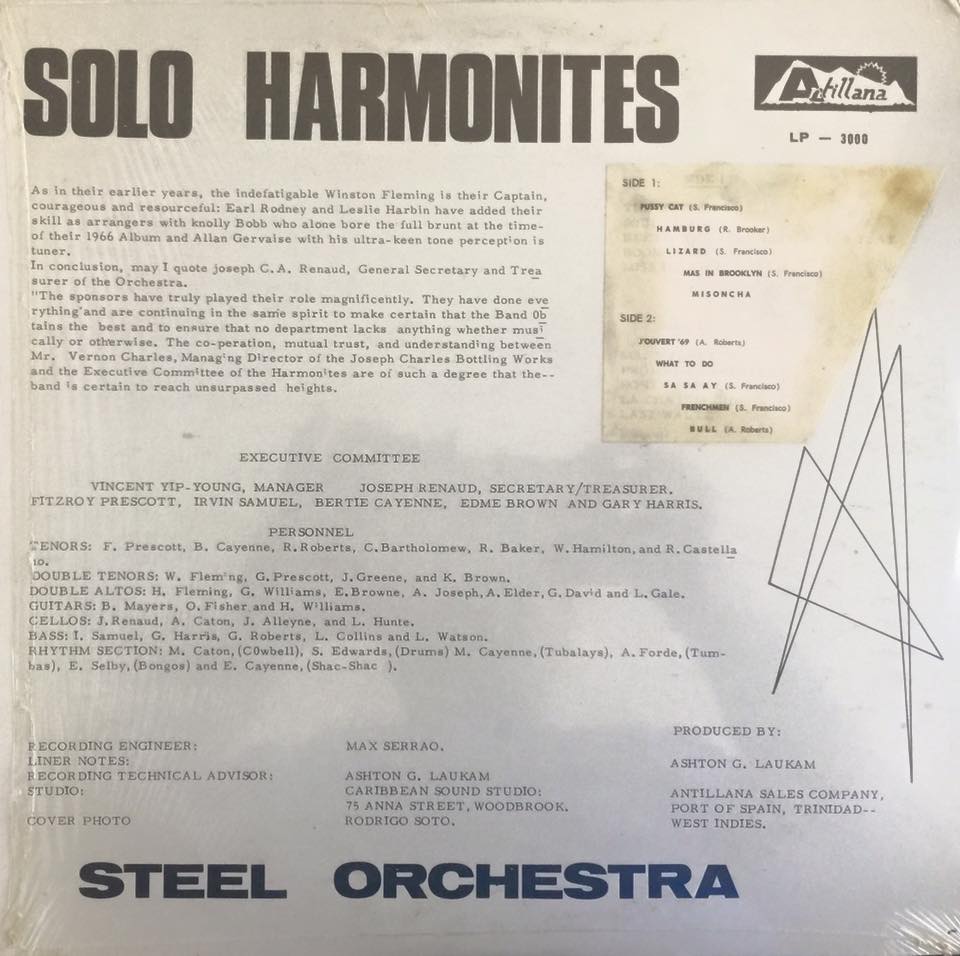 SOLO HARMONITES
Antillana
LP — 3000
As in their earlier years, the indefatigable Winston Fleming is their Captain,
courageous and resourceful: Earl Rodney and Leslie Harbin have added their
skill as arrangers with knolly Bobb who alone bore the full brunt at the time-
of their 1966 Album and Allan Gervaise with his ultra-keen tone perception is
tuner.
In conclusion, may I quote joseph C.A. Renaud, General Secretary and Trea
surer of the Orchestra.
"The sponsors have truly played their role magnificently. They have done eve
rything'and are continuing in the same spirit to make certain that the Band Ob
tains the best and to ensure that no department lacks anything whether musi
cally or otherwise. The co-peration, mutual trust, and understanding between
Mr. Vernon Charles, Managing Director of the Joseph Charles Bottling Works
and the Executive Committee of the Harmonites are of such a degree that the--
band is certain to reach unsurpassed heights.
SIDE 1:
PUSSY CAT (S. Francisco)
HAMBURG (R. Brooker)
LIZARD (S. Francisco)
MAS IN BROOKLYN (S. Francisco)
MISONCHA
SIDE 2:
J'OUVERT '69 (A. Roberts)
WHAT TO DO
SA SA AY (S. Francisco)
FRENCHMEN (S. Francisco)
BULL (A. Roberts)
EXECUTIVE COMMITTEE
VINCENT YIP-YOUNG, MANAGER JOSEPH RENAUD, SECRETARY/TREASURER.
FITZROY PRESCOTT, IRVIN SAMUEL, BERTIE CAYENNE, EDME BROWN AND GARY HARRIS.
PERSONNEL
TENORS: F. Prescott, B. Cayenne, R. Roberts, C. Bartholomew, R. Baker, W. Hamilton, and R. Castella
no.
DOUBLE TENORS: W. Fleming, G. Prescott, J. Greene, and K. Brown.
DOUBLE ALTOS: H. Fleming, G. Williams, E. Browne, A. Joseph, A. Elder, G. David and L. Gale.
GUITARS: B. Mayers, O. Fisher and H. Williams.
CELLOS: J. Renaud, A. Caton, J. Alleyne, and L. Hunte.
BASS: I. Samuel, G. Harris, G. Roberts, L. Collins and L. Watson.
RHYTHM SECTION: M. Caton, (C0wbell), S. Edwards, (Drums) M. Cayenne, (Tubalays), A. Forde, (Tum-
bas), E. Selby, (Bongos) and E. Cayenne, (Shac-Shac ).
RECORDING ENGINEER: MAX SERRAO.
LINER NOTES:
RECORDING TECHNICAL ADVISOR: ASHTON G. LAUKAM
STUDIO: CARIBBEAN SOUND STUDIO:
75 ANNA STREET, WOODBROOK.
COVER PHOTO RODRIGO SOTO.
PRODUCED BY:
ASHTON G. LAUKAM
ANTILLANA SALES COMPANY,
PORT OF SPAIN, TRINIDAD--
WEST INDIES.
STEEL ORCHESTRA